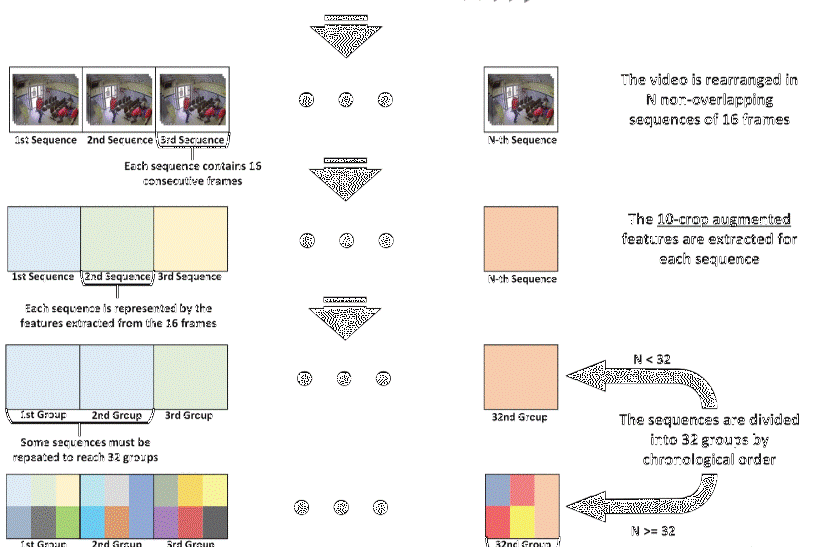 The video is rearranged in
N non-overlapping
sequences of 16 frames
1st Sequence 2nd Sequence 3rd Sequence N-th Sequence
Each sequence contains 16
consecutive frames
The 10-crop augmented
features are extracted for
each sequence
1st Sequence 2nd Sequence 3rd Sequence N-th Sequence
Each sequence is represented by the
features extracted from the 16 frames
N < 32
1st Group 2nd Group 3rd Group 32nd Group
The sequences are divided
into 32 groups by
chronological order
Some sequences must be
repeated to reach 32 groups
N >= 32
1st Group 2nd Group 3rd Group 32nd Group